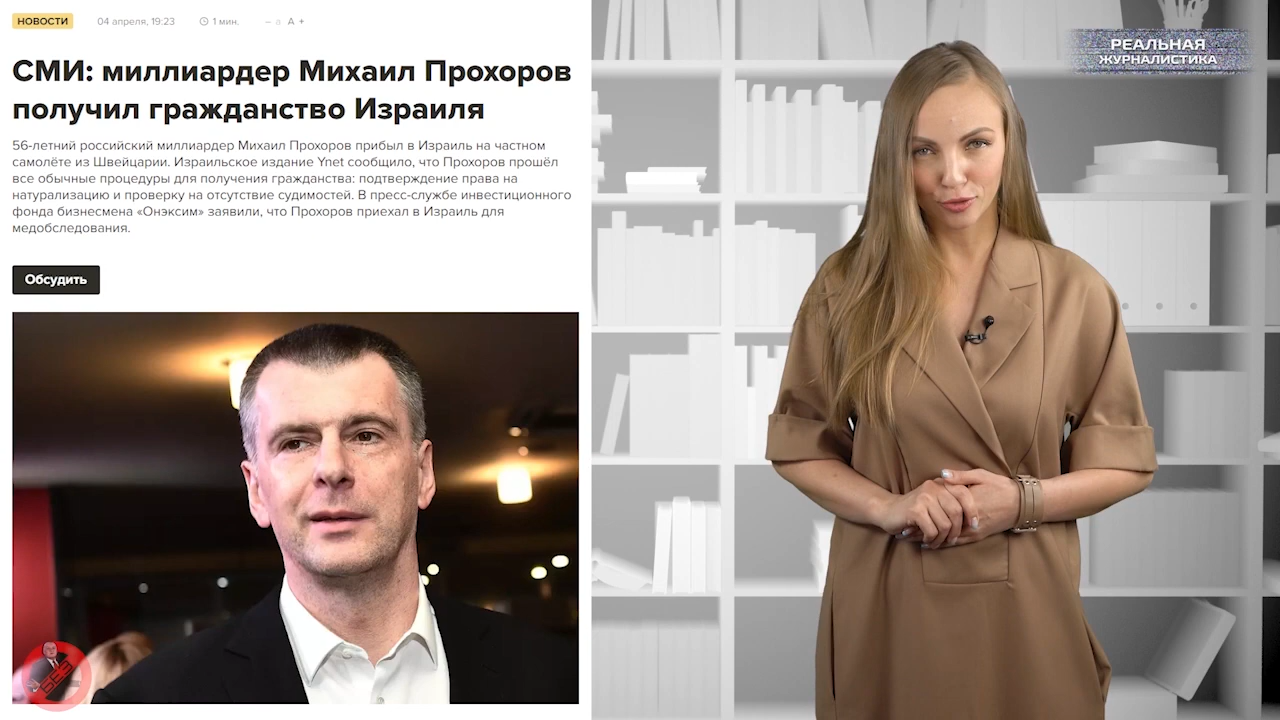 НОВОСТИ
04 апреля, 19:23
1 мин.
– а А +
СМИ: миллиардер Михаил Прохоров
получил гражданство Израиля
56-летний российский миллиардер Михаил Прохоров прибыл в Израиль на частном
самолёте из Швейцарии. Израильское издание Ynet сообщило, что Прохоров прошёл
все обычные процедуры для получения гражданства: подтверждение права на
натурализацию и проверку на отсутствие судимостей. В пресс-службе инвестиционного
фонда бизнесмена «Онэксим» заявили, что Прохоров приехал в Израиль для
медобследования.
Обсудить
РЕАЛЬНАЯ
ЖУРНАЛИСТИКА